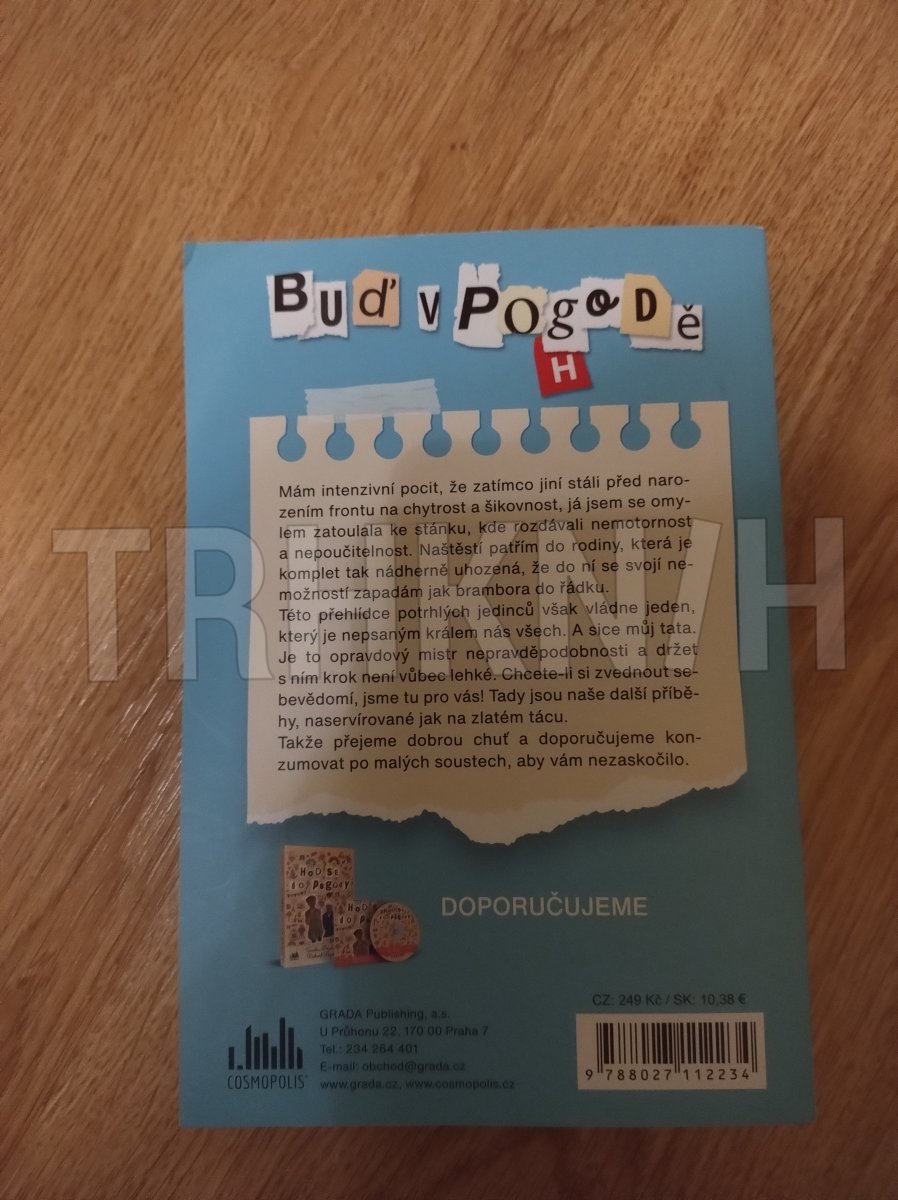 Buď v PogoDě
H
Mám intenzivní pocit, že zatímco jiní stáli před naro-
zením frontu na chytrost a šikovnost, já jsem se omy-
lem zatoulala ke stánku, kde rozdávali nemotornost
a nepoučitelnost. Naštěstí patřím do rodiny, která je
komplet tak nádherně uhozená, že do ní se svojí ne-
možností zapadám jak brambora do řádku.
Této přehlídce potrhlých jedinců však vládne jeden,
který je nepsaným králem nás všech. A sice můj tata.
Je to opravdový mistr nepravděpodobnosti a držet
s ním krok není vůbec lehké. Chcete-li si zvednout se-
bevědomí, jsme tu pro vás! Tady jsou naše další příbě-
hy, naservírované jak na zlatém tácu.
Takže přejeme dobrou chuť a doporučujeme kon-
zumovat po malých soustech, aby vám nezaskočilo.
TRHKNIH
HoĎ SE
do PogoDy!
DOPORUČUJEME
CZ: 249 Kč / SK: 10,38 €
GRADA Publishing, a.s.
U Průhonu 22, 170 00 Praha 7
Tel.: 234 264 401
E-mail: obchod@grada.cz
www.grada.cz, www.cosmopolis.cz
COSMOPOLIS®
9 788027 112234